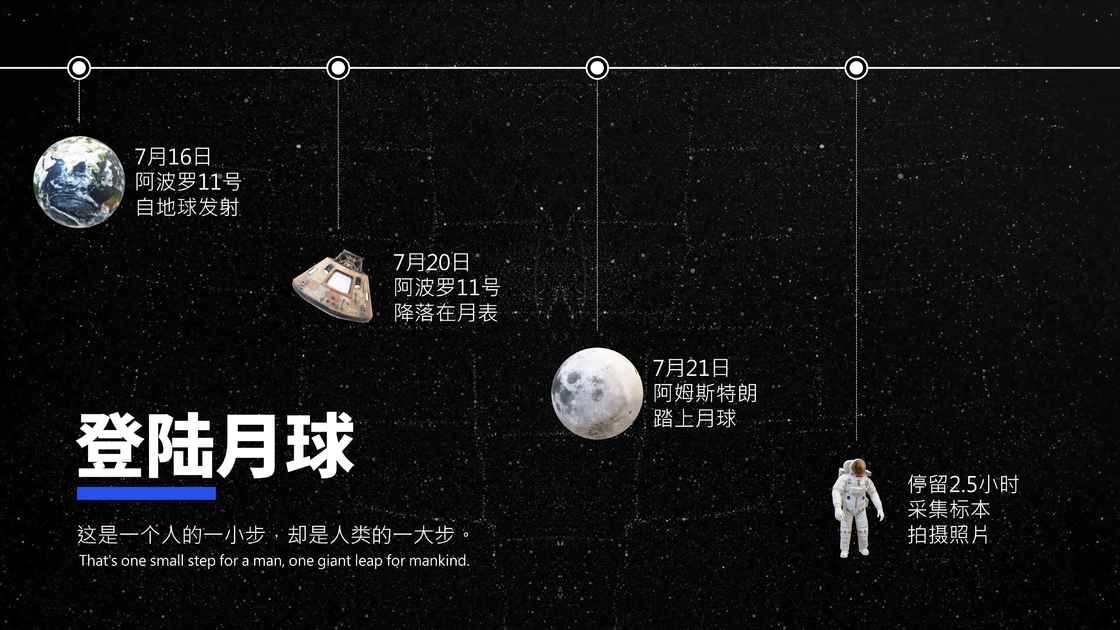 7月16日
阿波罗11号
自地球发射
7月20日
阿波罗11号
降落在月表
7月21日
阿姆斯特朗
踏上月球
停留2.5小时
采集标本
拍摄照片
登陆月球
这是一个人的一小步，却是人类的一大步。
That's one small step for a man, one giant leap for mankind.